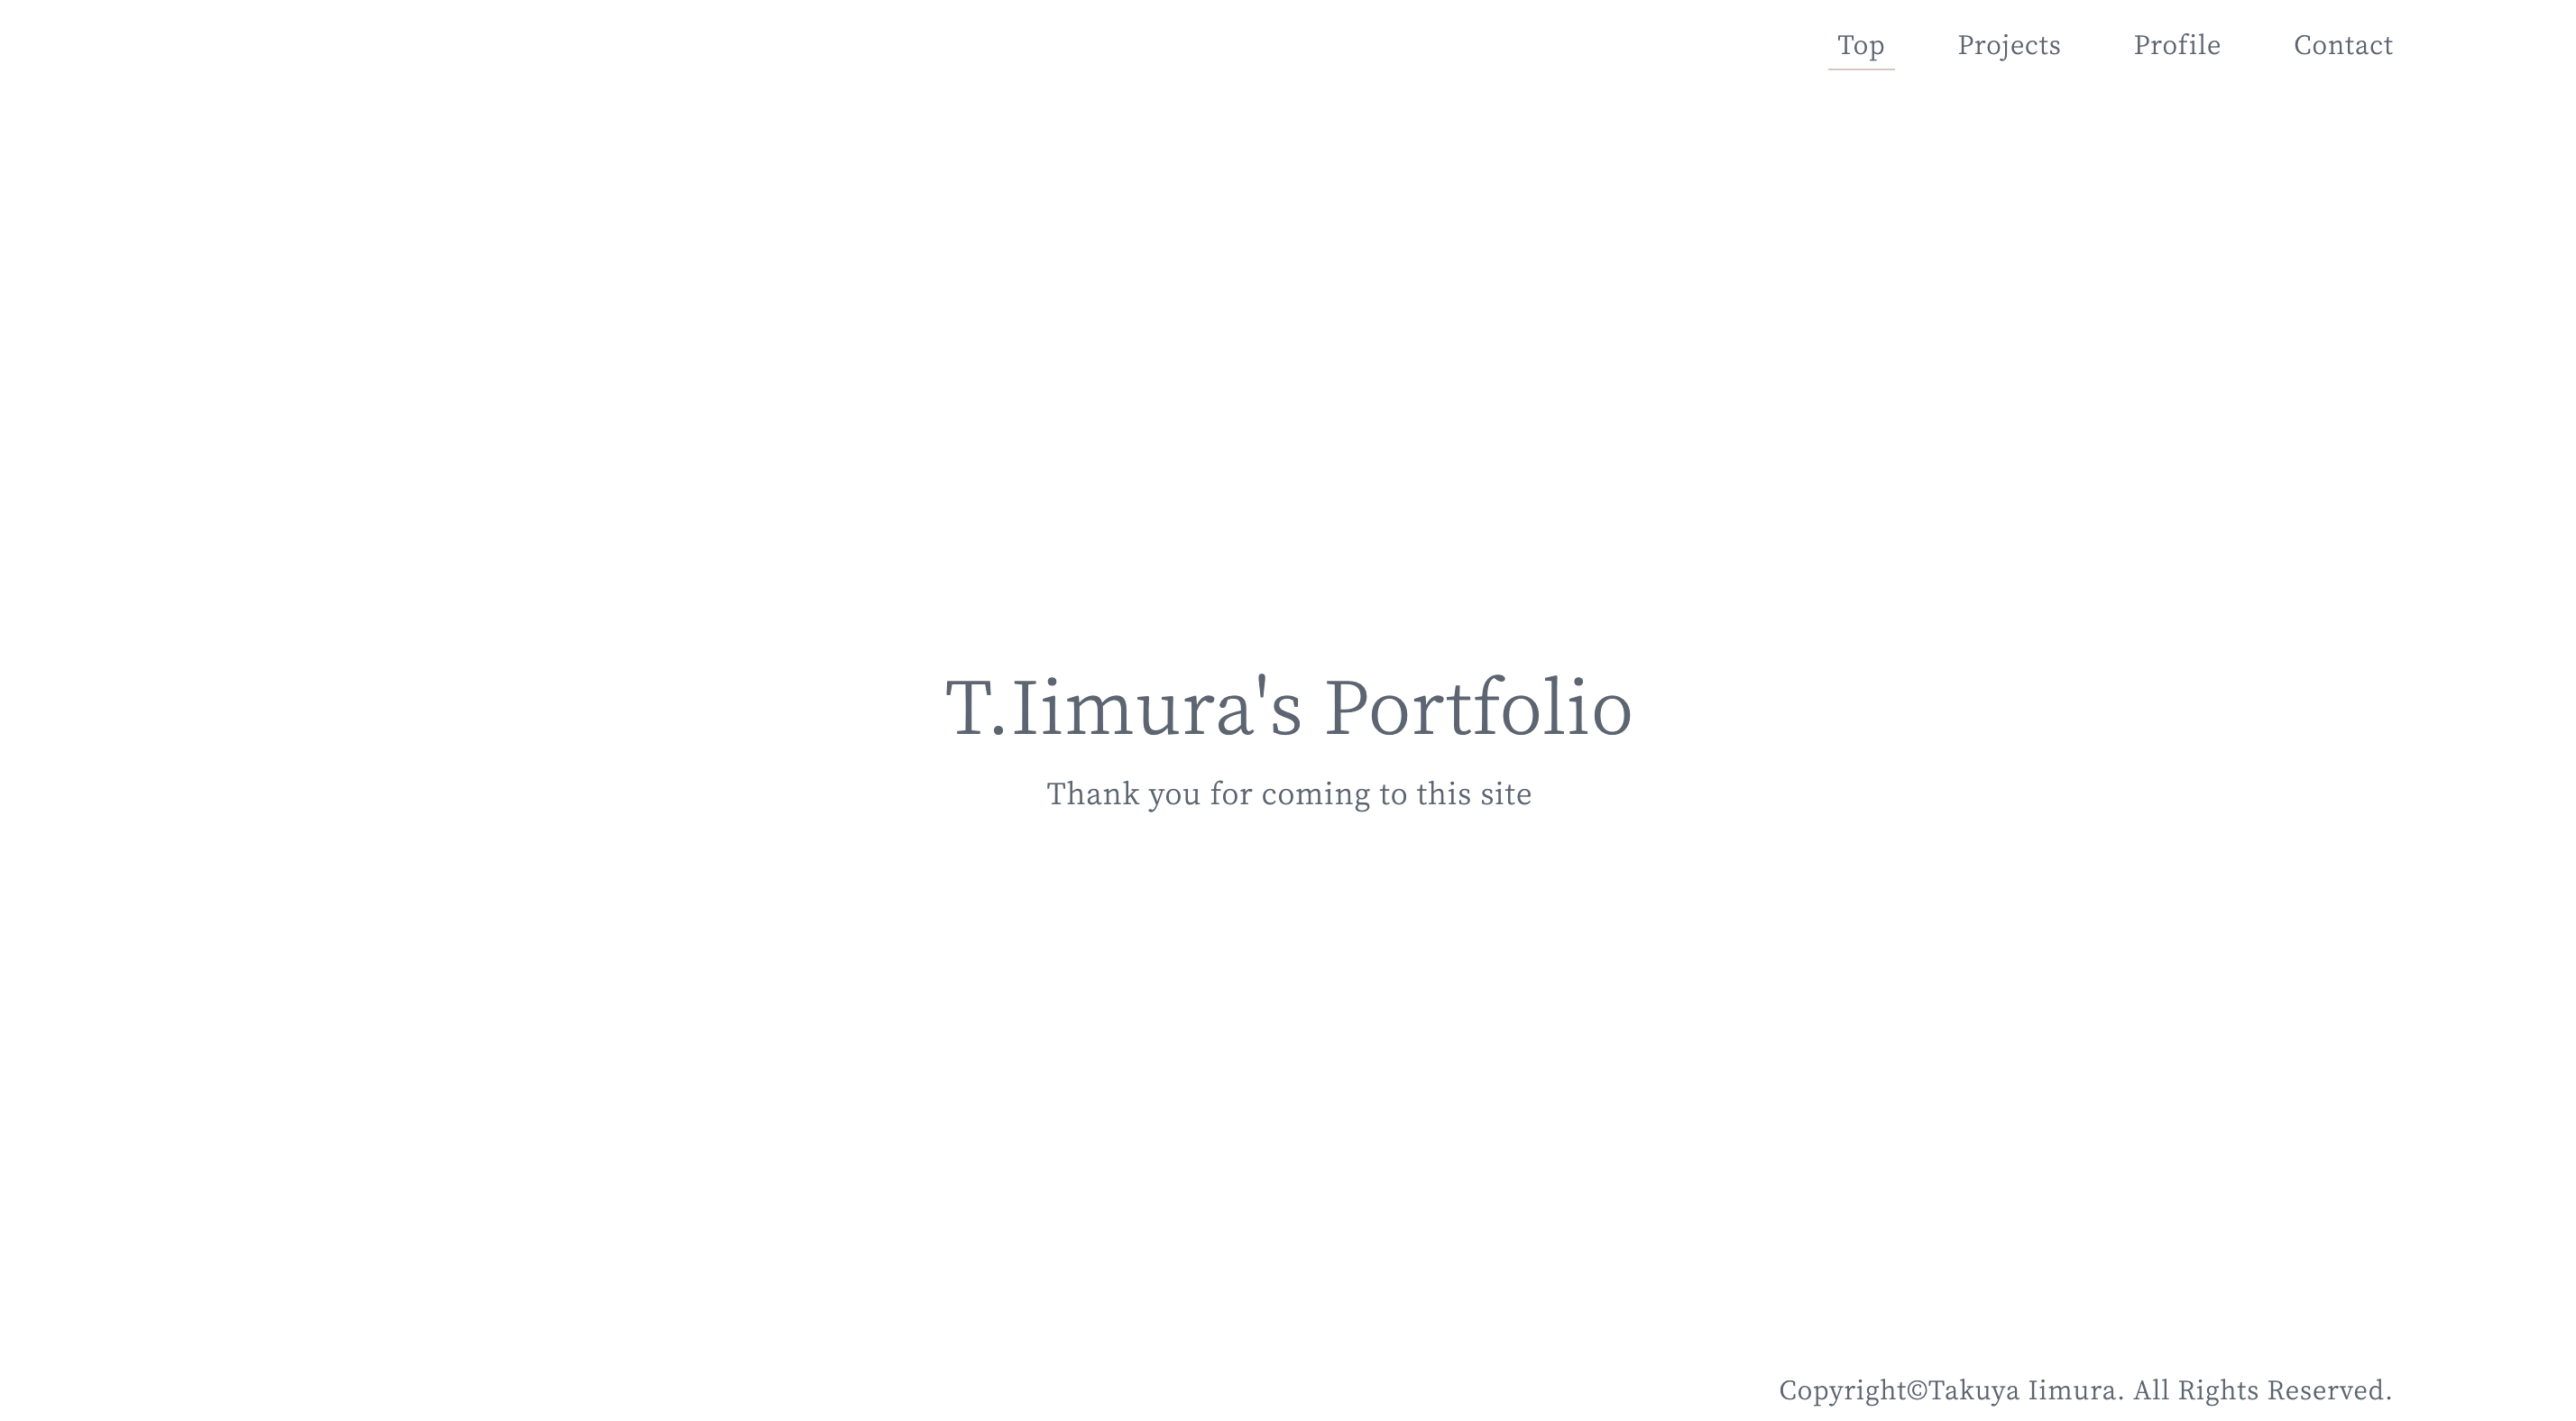 Top Projects Profile Contact
T.Iimura's Portfolio
Thank you for coming to this site
Copyright©Takuya Iimura. All Rights Reserved.